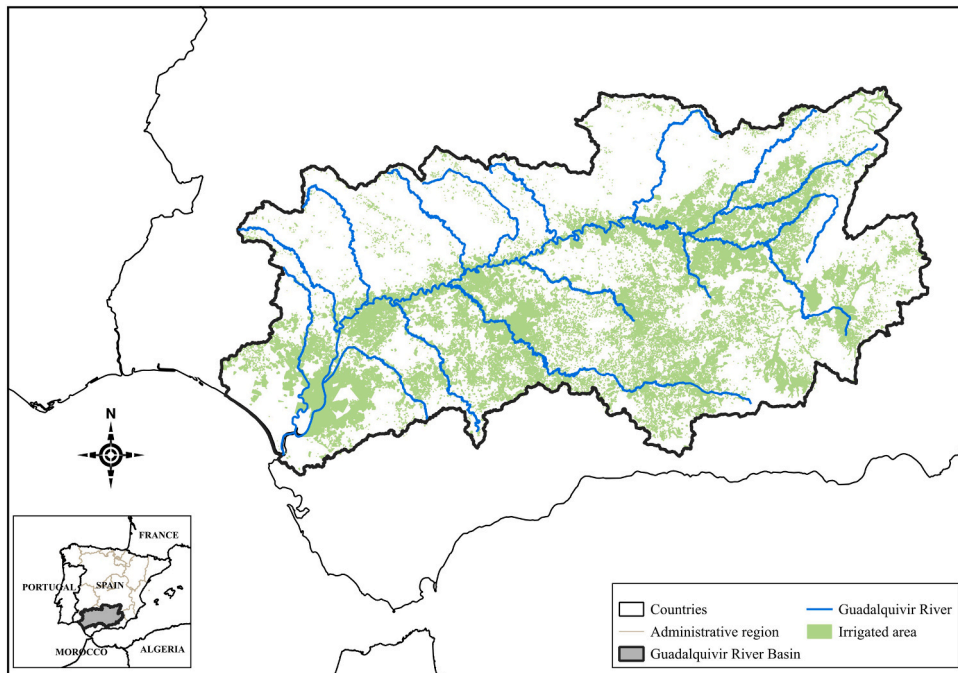 N
FRANCE
PORTUGAL
SPAIN
MOROCCO
ALGERIA
Countries
Administrative region
Guadalquivir River Basin
Guadalquivir River
Irrigated area